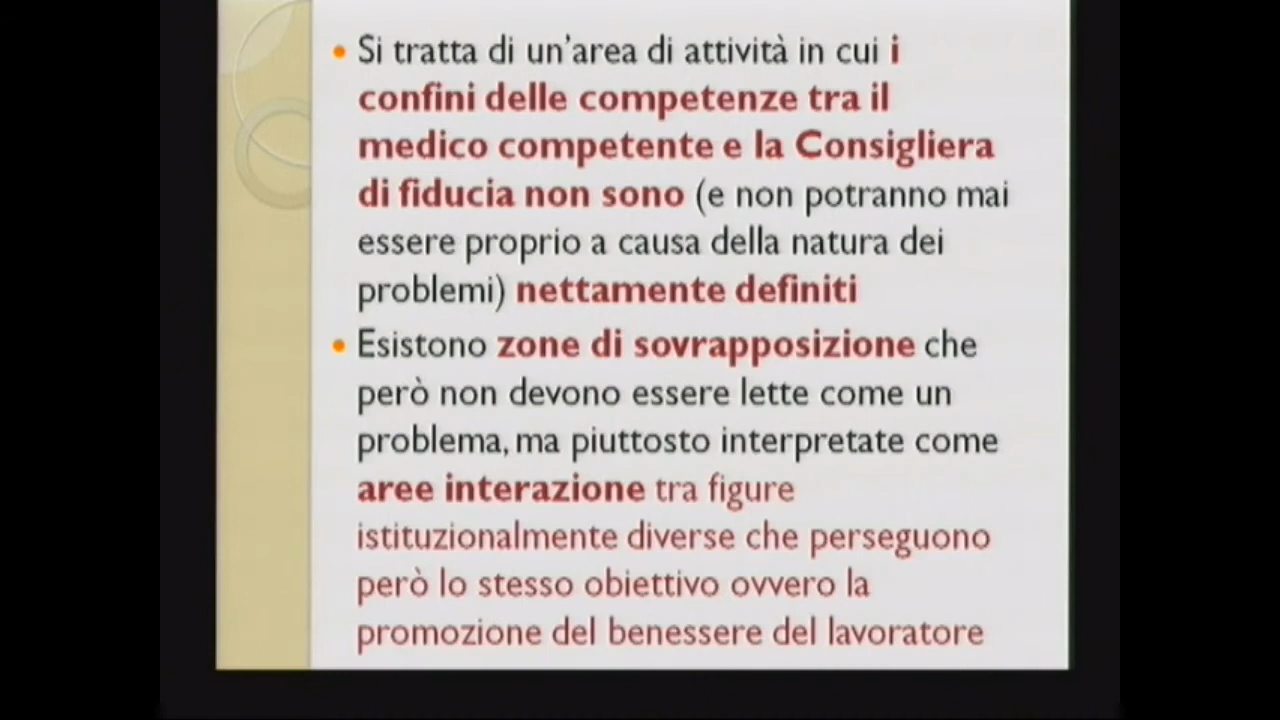 • Si tratta di un'area di attività in cui i
confini delle competenze tra il
medico competente e la Consigliera
di fiducia non sono (e non potranno mai
essere proprio a causa della natura dei
problemi) nettamente definiti
• Esistono zone di sovrapposizione che
però non devono essere lette come un
problema, ma piuttosto interpretate come
aree interazione tra figure
istituzionalmente diverse che perseguono
però lo stesso obiettivo ovvero la
promozione del benessere del lavoratore